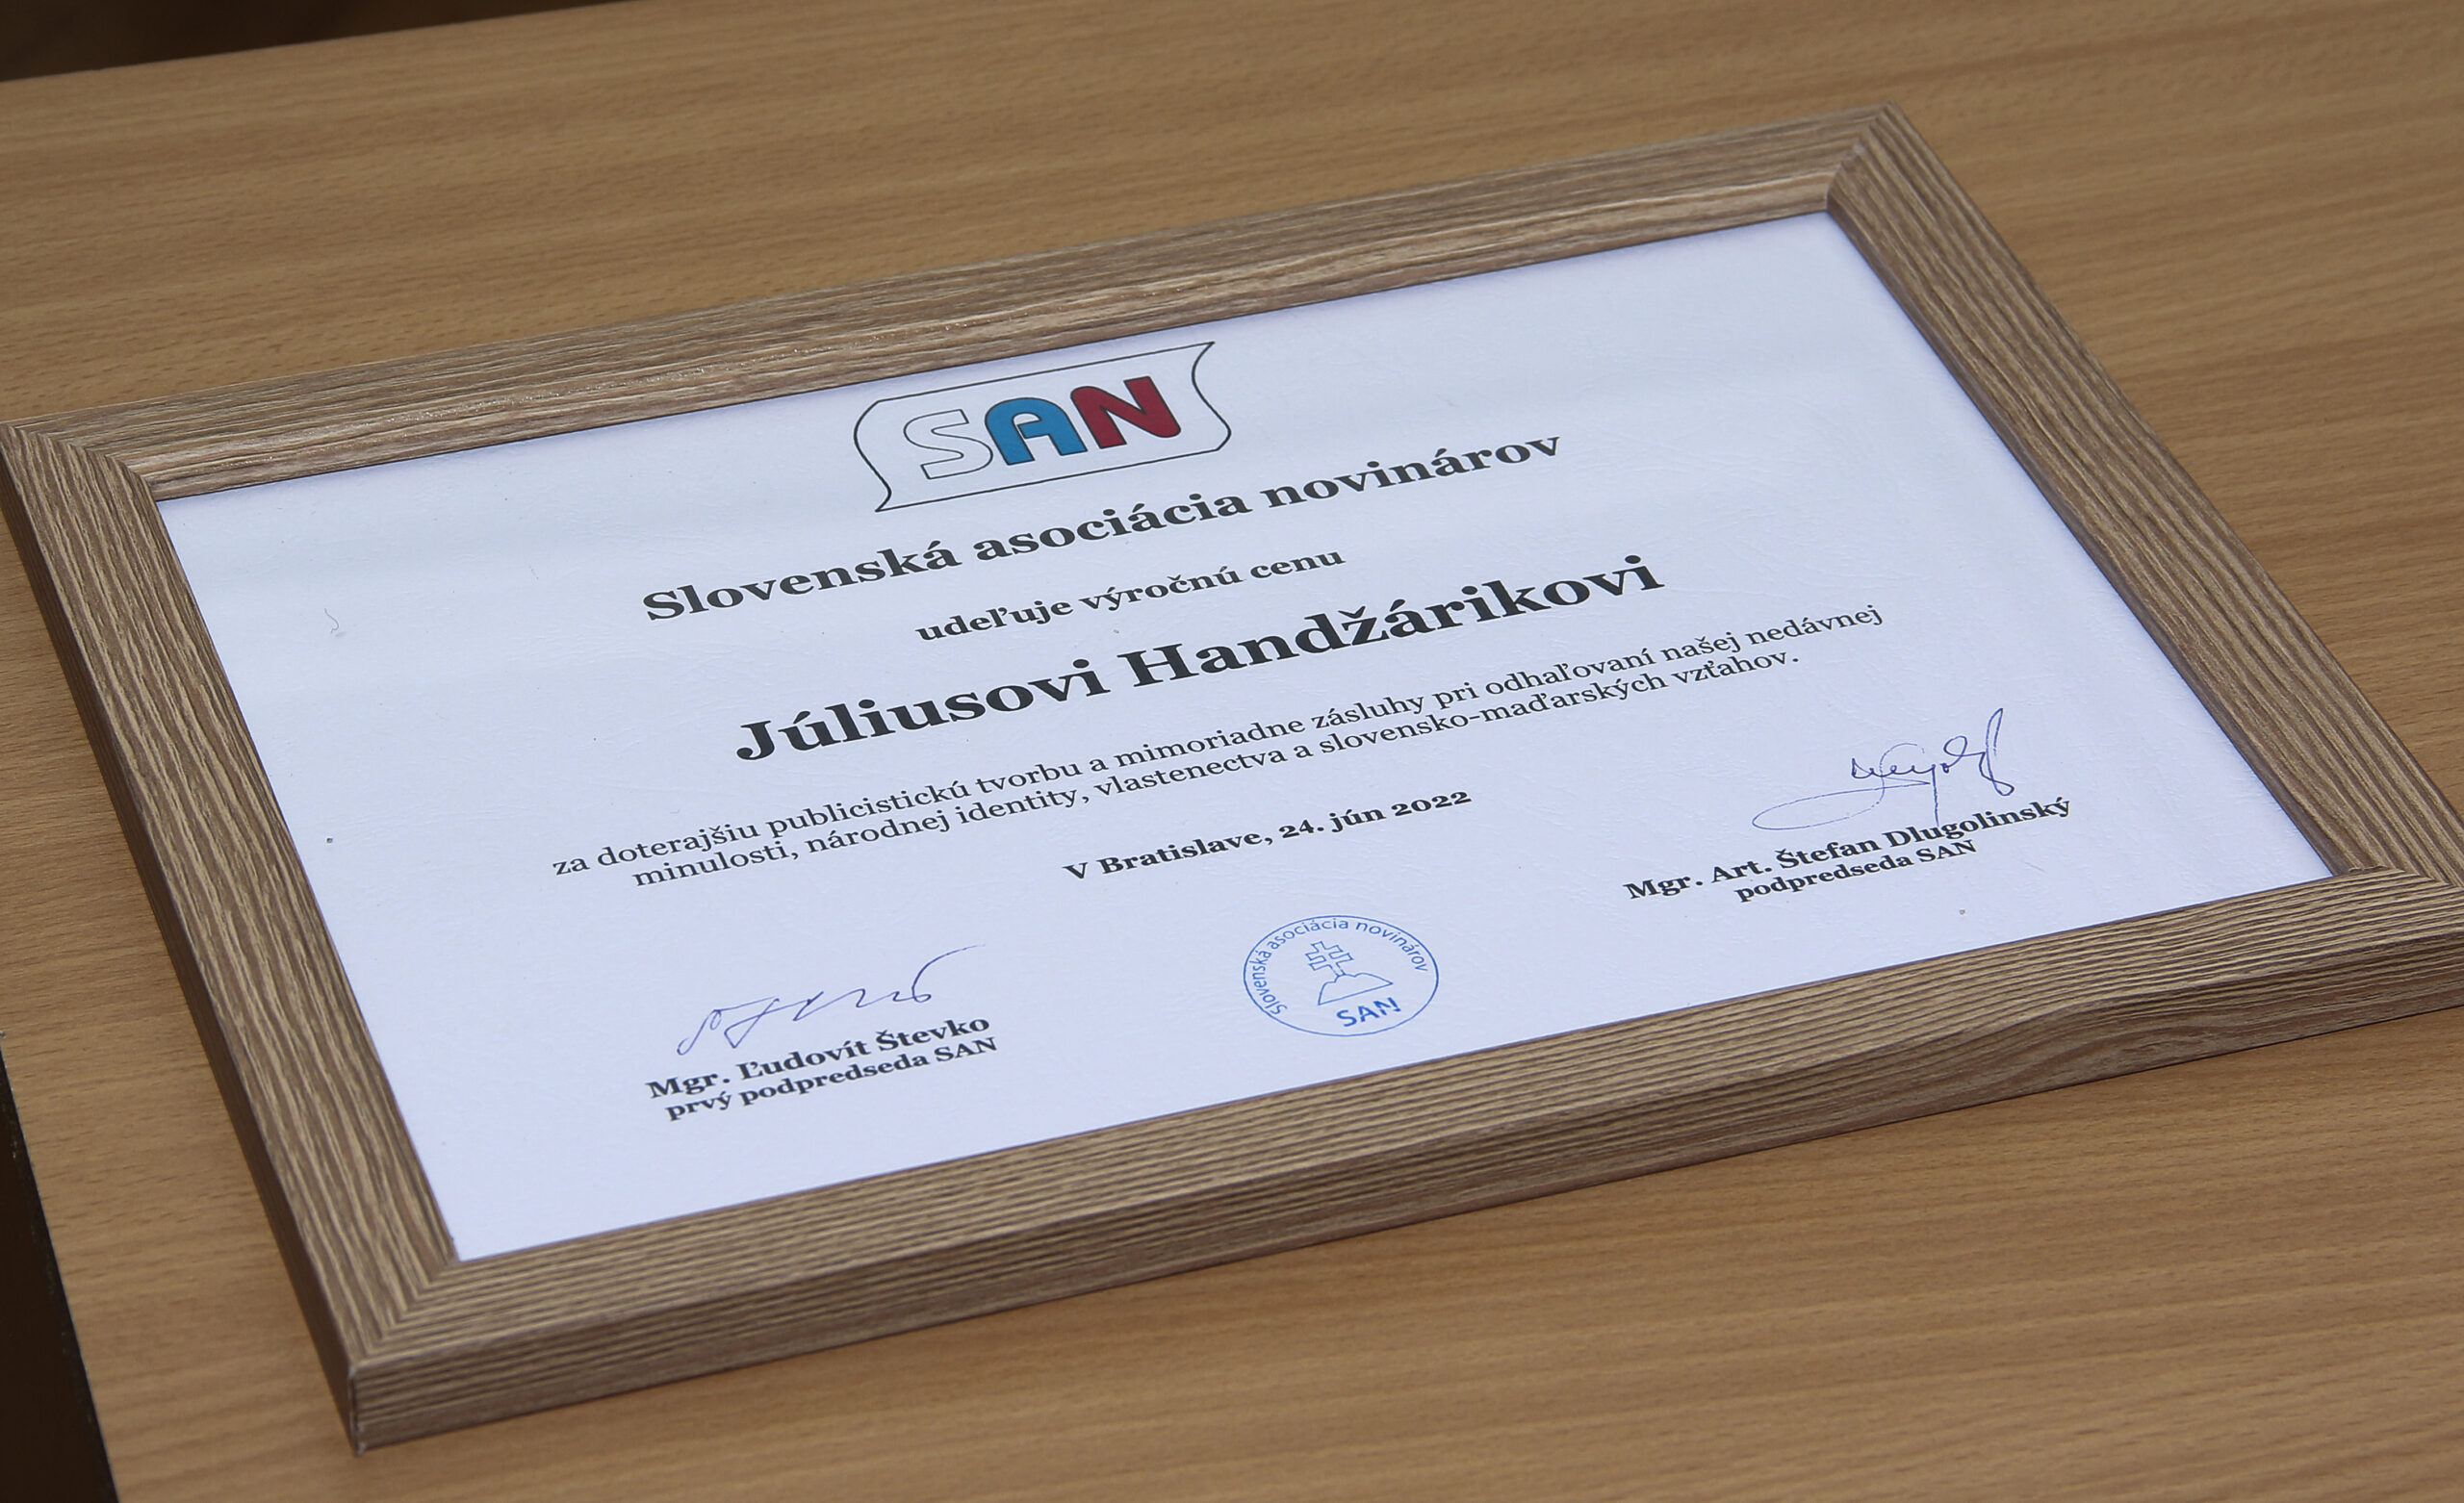 SAN
Slovenská asociácia novinárov
udeľuje výročnú cenu
Júliusovi Handžárikovi
za doterajšiu publicistickú tvorbu a mimoriadne zásluhy pri odhaľovaní našej nedávnej
minulosti, národnej identity, vlastenectva a slovensko-maďarských vzťahov.
V Bratislave, 24. jún 2022
Mgr. Art. Štefan Dlugolinský
podpredseda SAN
Mgr. Ľudovít Števko
prvý podpredseda SAN
Slovenská asociácia novinárov
SAN